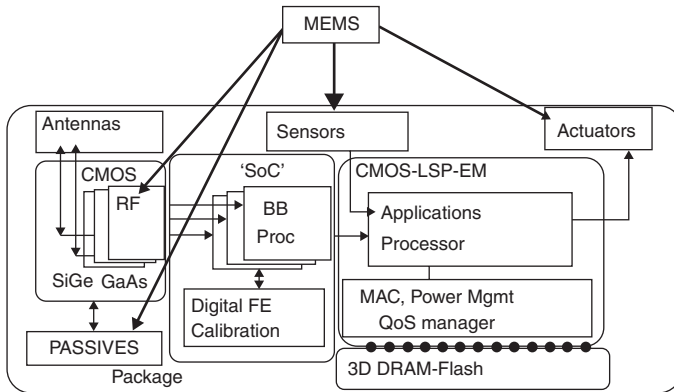 MEMS
Antennas
Sensors
Actuators
CMOS
'SoC'
CMOS-LSP-EM
RF
BB
Proc
Applications
Processor
SiGe GaAs
Digital FE
Calibration
MAC, Power Mgmt
QoS manager
PASSIVES
3D DRAM-Flash
Package